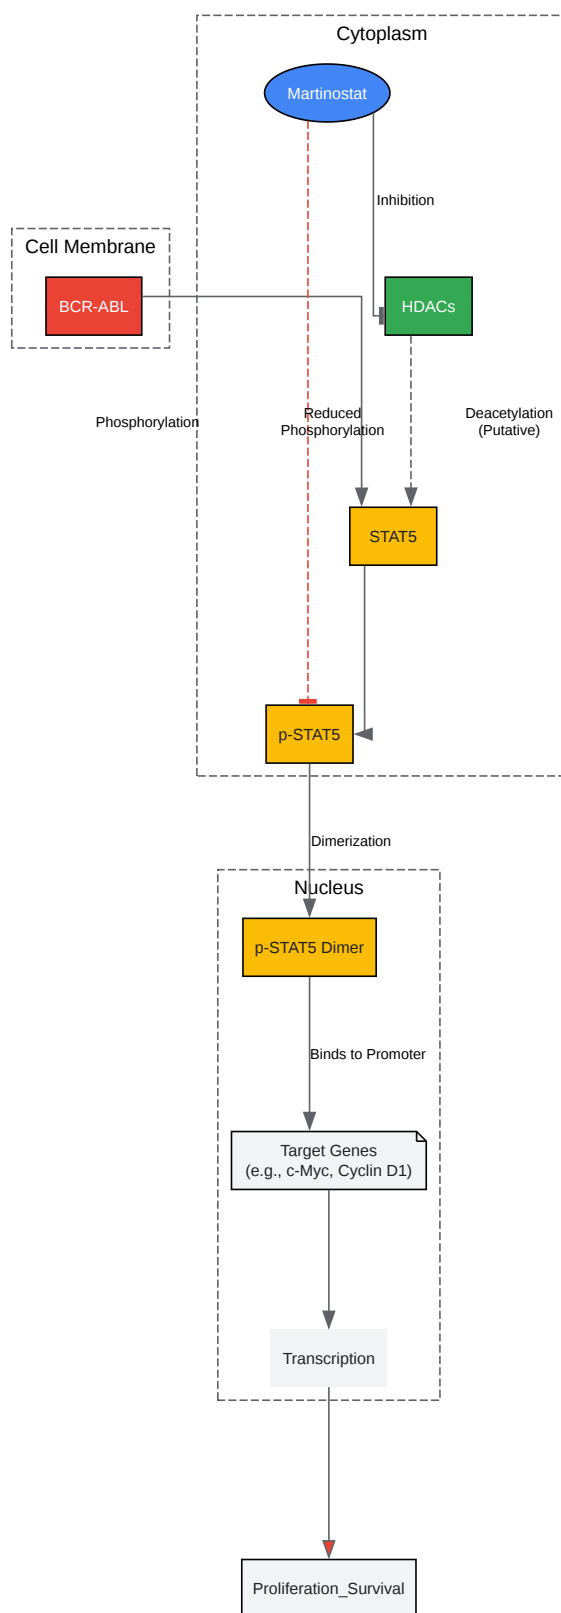 Cytoplasm
Martinostat
Inhibition
Cell Membrane
BCR-ABL
HDACs
Phosphorylation
Reduced
Phosphorylation
Deacetylation
(Putative)
STAT5
p-STAT5
Dimerization
Nucleus
p-STAT5 Dimer
Binds to Promoter
Target Genes
(e.g., c-Myc, Cyclin D1)
Transcription
Proliferation_Survival